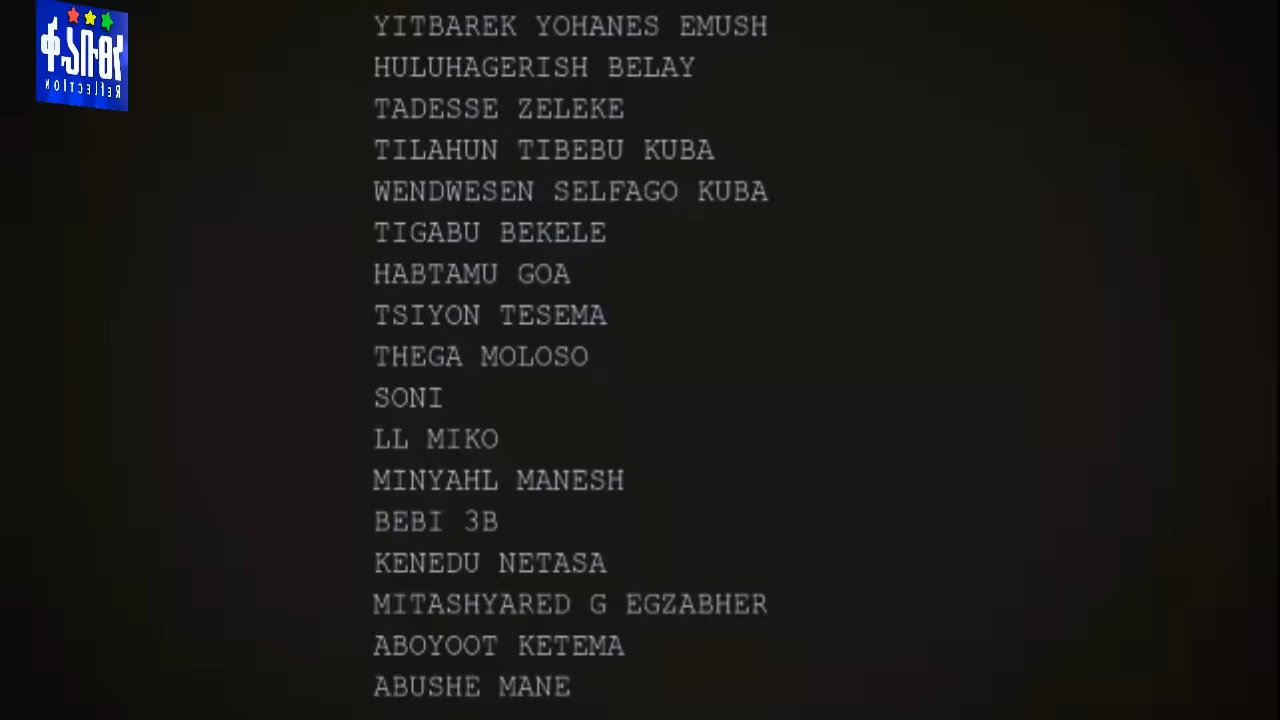 YITBAREK YOHANES EMUSH
HULUHAGERISH BELAY
TADESSE ZELEKE
TILAHUN TIBEBU KUBA
WENDWESEN SELFAGO KUBA
TIGABU BEKELE
HABTAMU GOA
TSIYON TESEMA
THEGA MOLOSO
SONI
LL MIKO
MINYAHL MANESH
BEBI 3B
KENEDU NETASA
MITASHYARED G EGZABHER
ABOYOOT KETEMA
ABUSHE MANE
Reflection